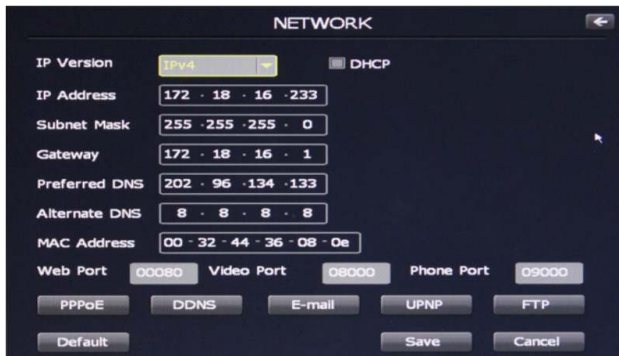 NETWORK
IP Version IPv4 DHCP
IP Address 172 . 18 . 16 . 233
Subnet Mask 255 . 255 . 255 . 0
Gateway 172 . 18 . 16 . 1
Preferred DNS 202 . 96 . 134 . 133
Alternate DNS 8 . 8 . 8 . 8
MAC Address 00 - 32 - 44 - 36 - 08 - 0e
Web Port 00080 Video Port 08000 Phone Port 09000
PPPoE DDNS E-mail UPNP FTP
Default Save Cancel